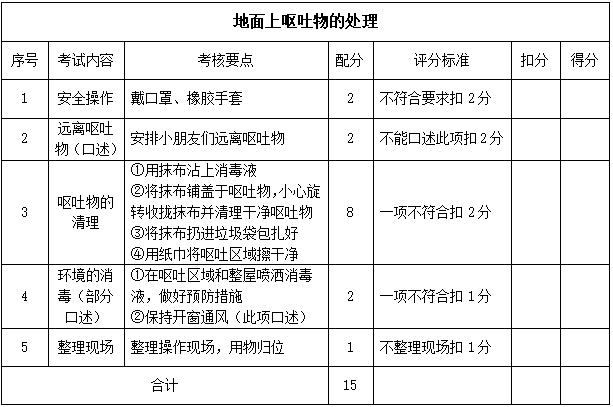 地面上呕吐物的处理
序号 考试内容 考核要点 配分 评分标准 扣分 得分
1 安全操作 戴口罩、橡胶手套 2 不符合要求扣 2 分
2 远离呕吐物（口述） 安排小朋友们远离呕吐物 2 不能口述此项扣 2 分
3 呕吐物的清理 ①用抹布沾上消毒液
②将抹布铺盖于呕吐物，小心旋
转收拢抹布并清理干净呕吐物
③将抹布扔进垃圾袋包扎好
④用纸巾将呕吐区域擦干净
8 一项不符合扣 2 分
4 环境的消毒（部分口述） ①在呕吐区域和整屋喷洒消毒
液，做好预防措施
②保持开窗通风（此项口述）
2 一项不符合扣 1 分
5 整理现场 整理操作现场，用物归位 1 不整理现场扣 1 分
合计 15